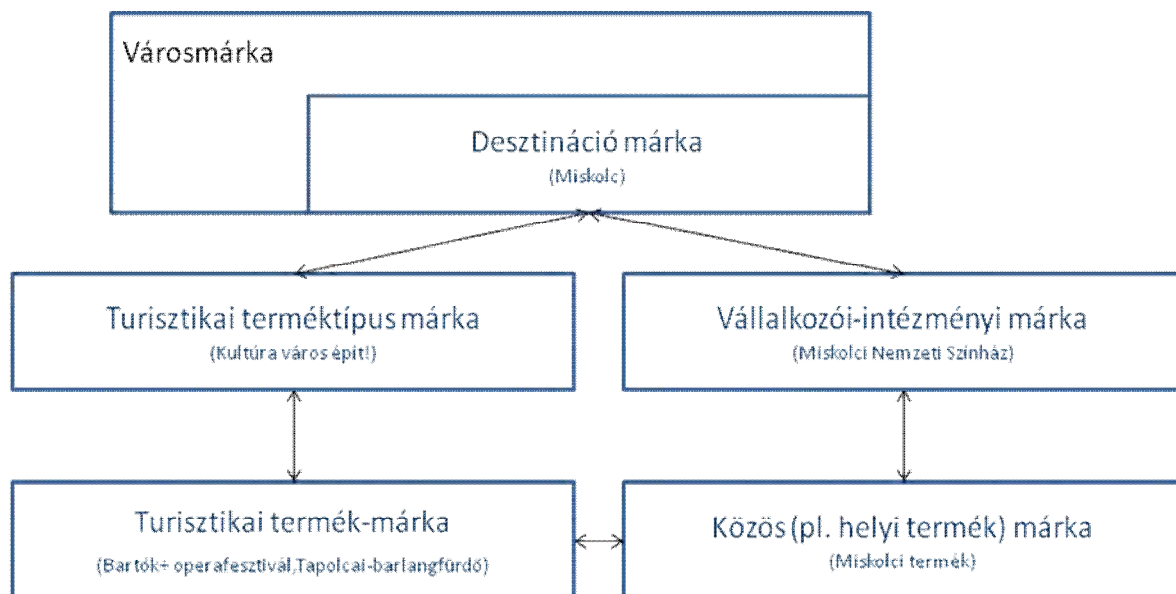 Városmárka
Desztináció márka
(Miskolc)
Turisztikai terméktípus márka
(Kultúra város épít!)
Vállalkozói-intézményi márka
(Miskolci Nemzeti Színház)
Turisztikai termék-márka
(Bartók+ operafesztivál,Tapolcai-barlangfürdő)
Közös (pl. helyi termék) márka
(Miskolci termék)